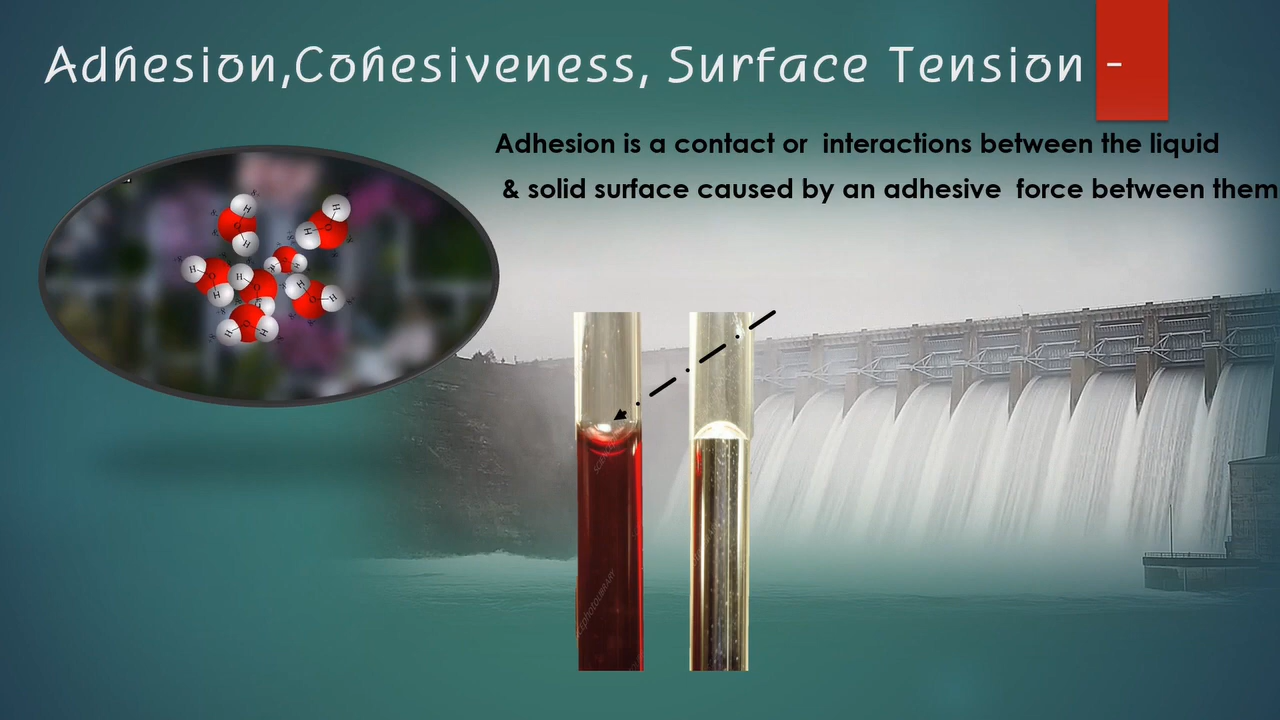 Adhesion,Cohesiveness, Surface Tension -
Adhesion is a contact or interactions between the liquid
& solid surface caused by an adhesive force between them